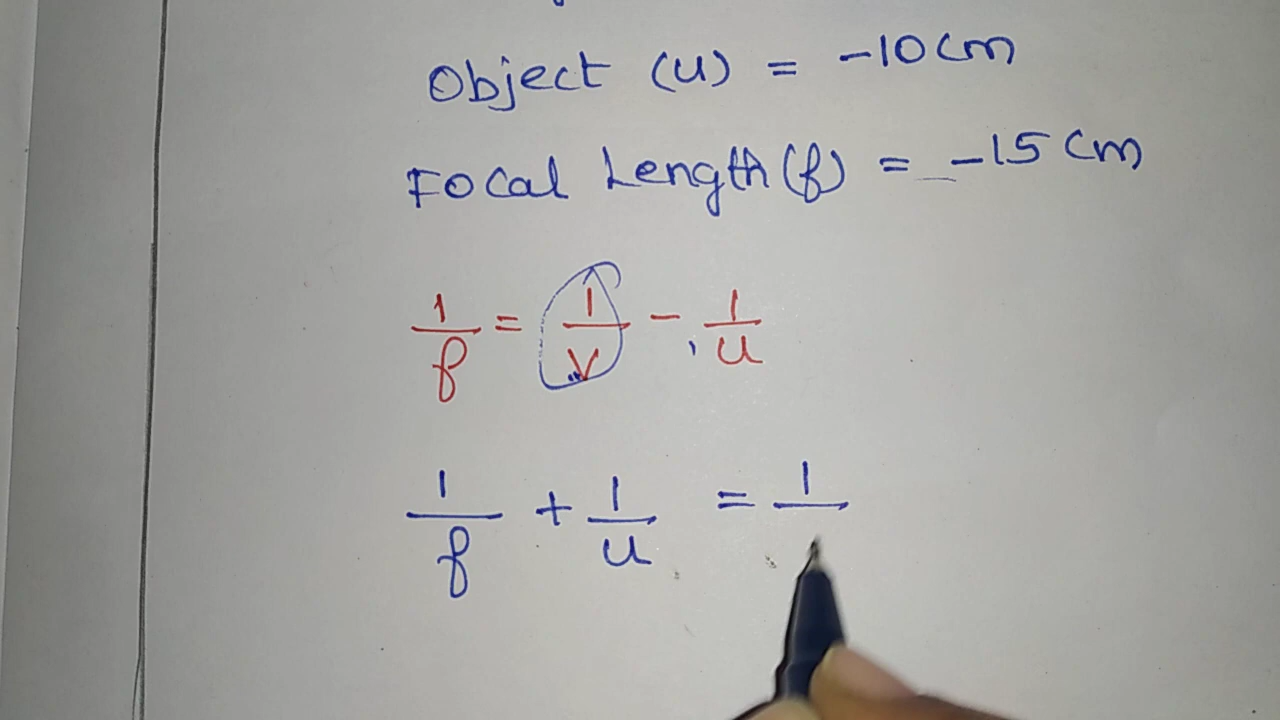 Object (u) = -10 cm
Focal Length (f) = -15 cm
1/f = 1/v - 1/u
1/f + 1/u = 1/